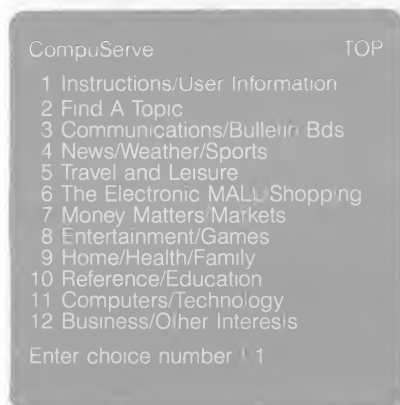 CompuServe TOP
1 Instructions/User Information
2 Find A Topic
3 Communications/Bulletin Bds
4 News/Weather/Sports
5 Travel and Leisure
6 The Electronic MALL/Shopping
7 Money Matters/Markets
8 Entertainment/Games
9 Home/Health/Family
10 Reference/Education
11 Computers/Technology
12 Business/Other Interests
Enter choice number ! 1